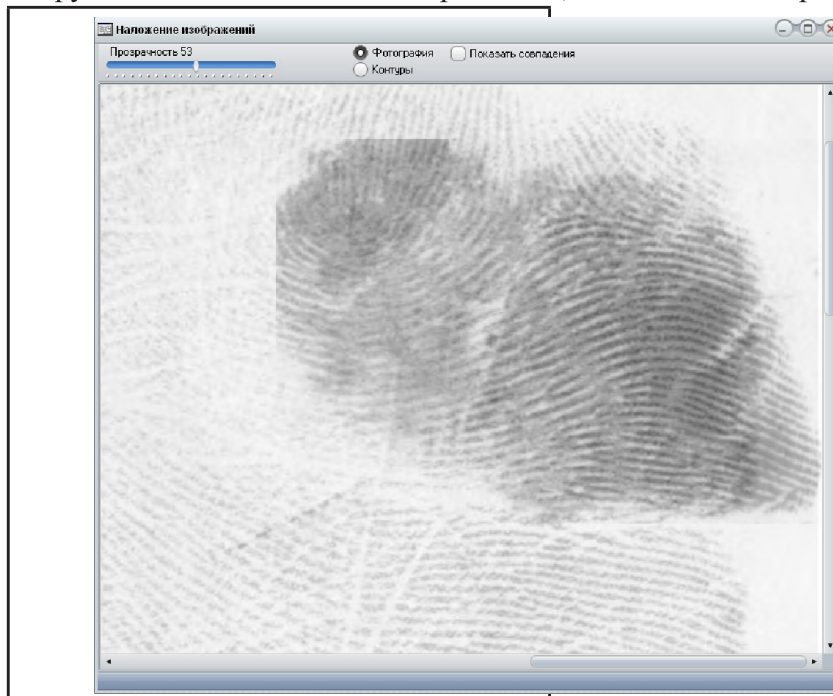 Наложение изображений
Прозрачность 53
Фотография
Показать совпадения
Контуры